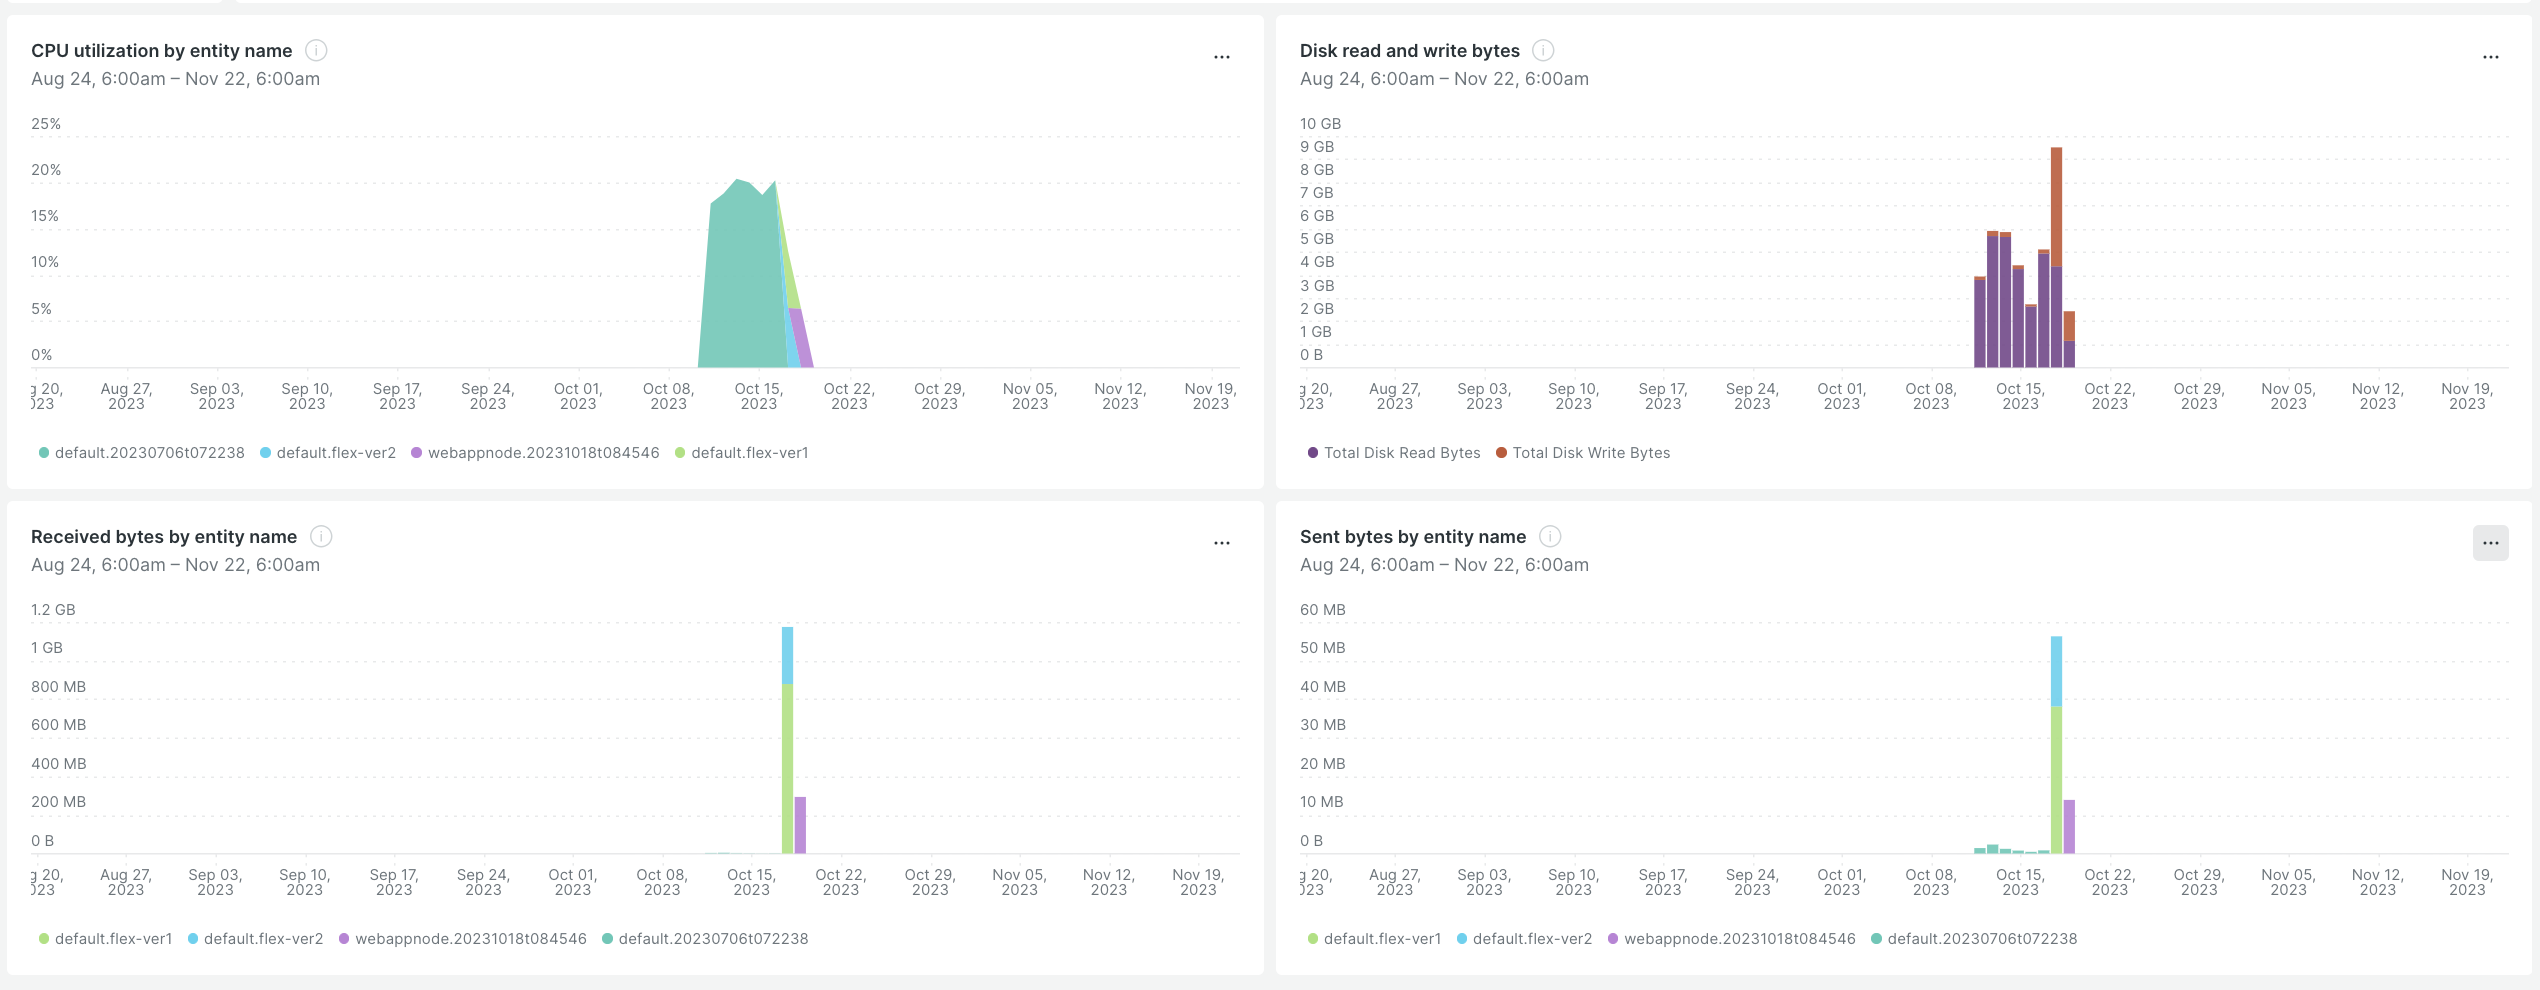 CPU utilization by entity name
Aug 24, 6:00am – Nov 22, 6:00am
25%
20%
15%
10%
5%
0%
g 20, Aug 27, Sep 03, Sep 10, Sep 17, Sep 24, Oct 01, Oct 08, Oct 15, Oct 22, Oct 29, Nov 05, Nov 12, Nov 19,
023 2023 2023 2023 2023 2023 2023 2023 2023 2023 2023 2023 2023 2023
default.20230706t072238 default.flex-ver2 webappnode.20231018t084546 default.flex-ver1
Disk read and write bytes
Aug 24, 6:00am – Nov 22, 6:00am
10 GB
9 GB
8 GB
7 GB
6 GB
5 GB
4 GB
3 GB
2 GB
1 GB
0 B
g 20, Aug 27, Sep 03, Sep 10, Sep 17, Sep 24, Oct 01, Oct 08, Oct 15, Oct 22, Oct 29, Nov 05, Nov 12, Nov 19,
023 2023 2023 2023 2023 2023 2023 2023 2023 2023 2023 2023 2023 2023
Total Disk Read Bytes Total Disk Write Bytes
Received bytes by entity name
Aug 24, 6:00am – Nov 22, 6:00am
1.2 GB
1 GB
800 MB
600 MB
400 MB
200 MB
0 B
g 20, Aug 27, Sep 03, Sep 10, Sep 17, Sep 24, Oct 01, Oct 08, Oct 15, Oct 22, Oct 29, Nov 05, Nov 12, Nov 19,
023 2023 2023 2023 2023 2023 2023 2023 2023 2023 2023 2023 2023 2023
default.flex-ver1 default.flex-ver2 webappnode.20231018t084546 default.20230706t072238
Sent bytes by entity name
Aug 24, 6:00am – Nov 22, 6:00am
60 MB
50 MB
40 MB
30 MB
20 MB
10 MB
0 B
g 20, Aug 27, Sep 03, Sep 10, Sep 17, Sep 24, Oct 01, Oct 08, Oct 15, Oct 22, Oct 29, Nov 05, Nov 12, Nov 19,
023 2023 2023 2023 2023 2023 2023 2023 2023 2023 2023 2023 2023 2023
default.flex-ver1 default.flex-ver2 webappnode.20231018t084546 default.20230706t072238